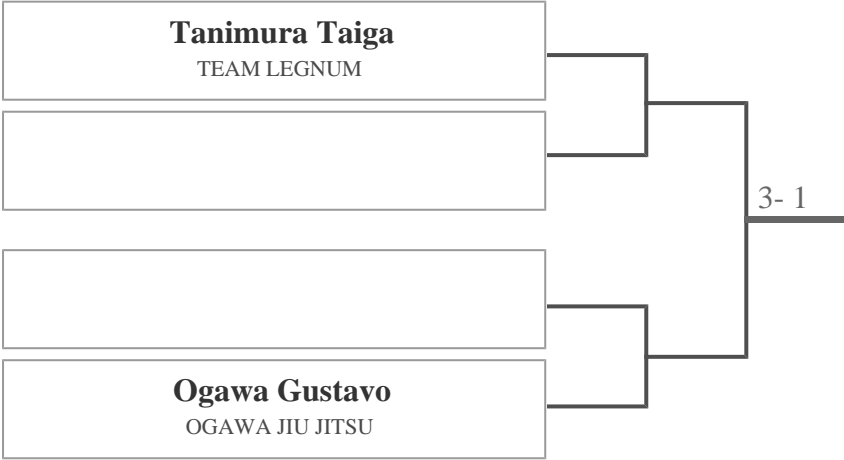 Tanimura Taiga
TEAM LEGNUM
3- 1
Ogawa Gustavo
OGAWA JIU JITSU